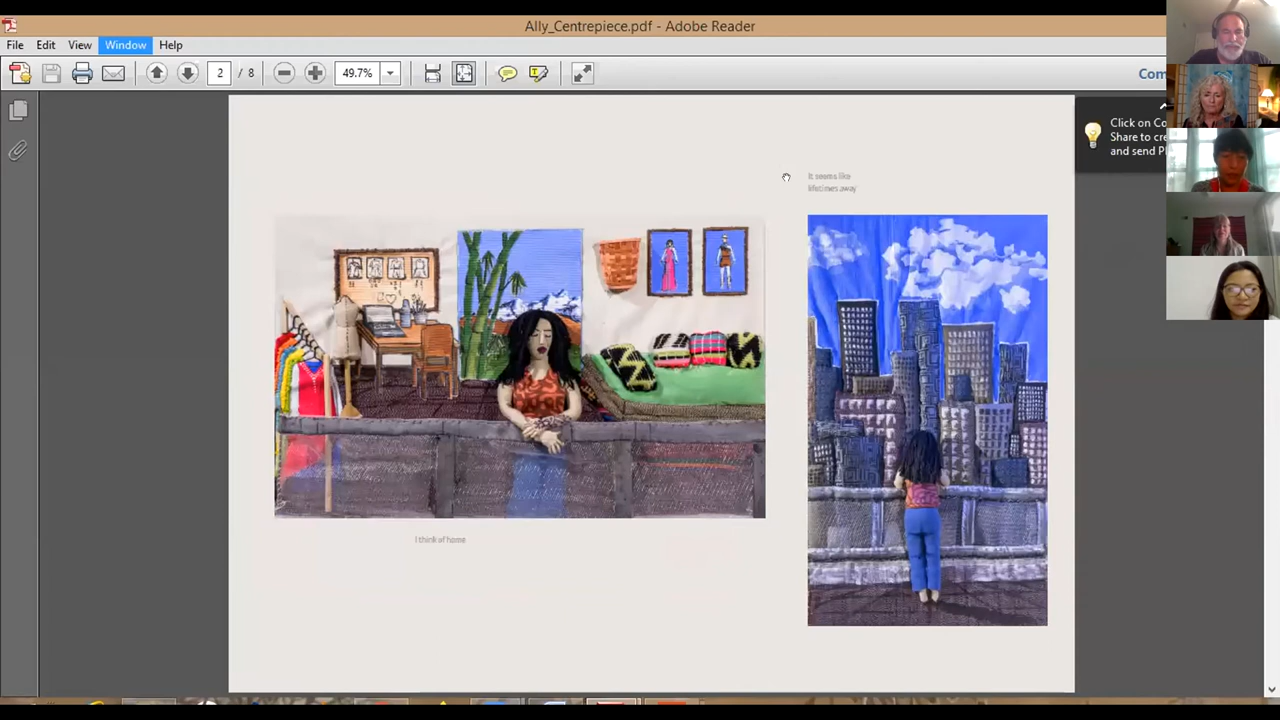 Ally_Centrepiece.pdf - Adobe Reader
File Edit View Window Help
2 / 8 49.7%
Com
Click on Co
Share to cre
and send P
It seems like
lifetimes away
I think of home